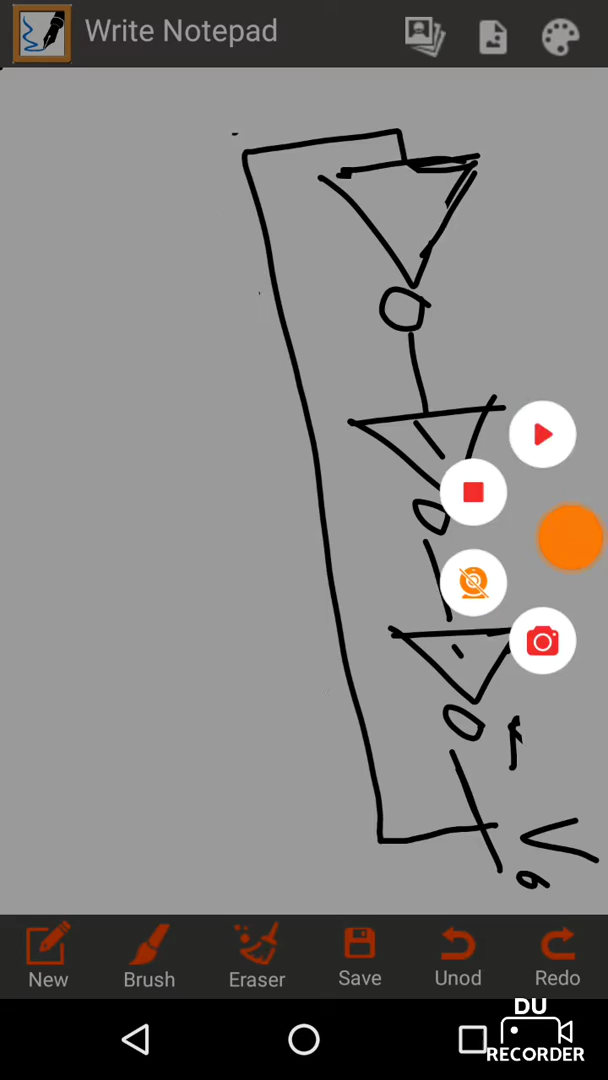 Write Notepad
V
o
New
Brush
Eraser
Save
Unod
Redo
DU
RECORDER